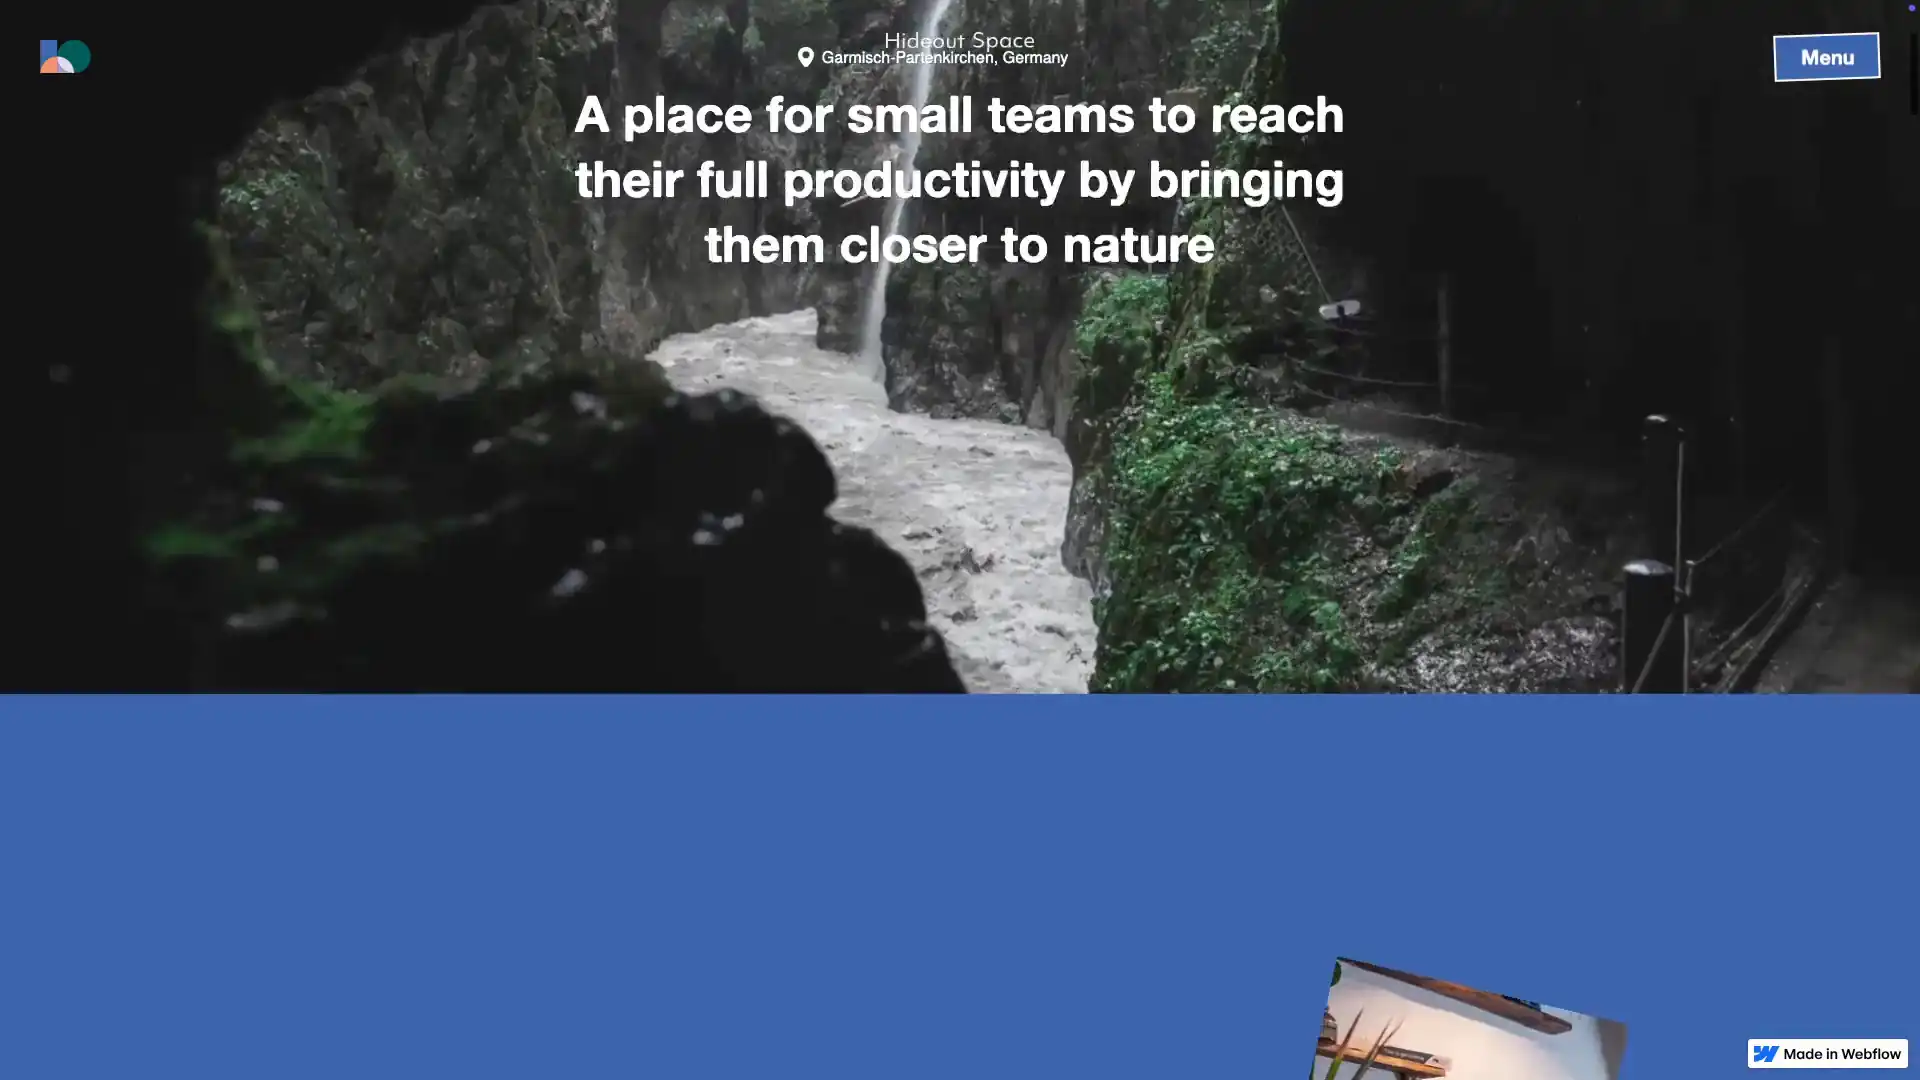 Hideout Space
Garmisch-Partenkirchen, Germany
Menu
A place for small teams to reach
their full productivity by bringing
them closer to nature
Made in Webflow